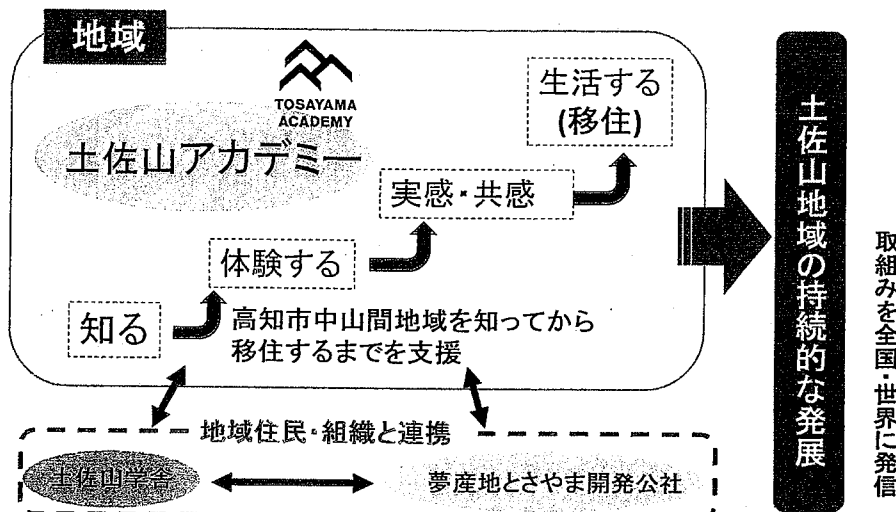 地域
TOSAYAMA
ACADEMY
土佐山アカデミー
生活する
(移住)
実感・共感
体験する
知る
高知市中山間地域を知ってから
移住するまでを支援
地域住民・組織と連携
土佐山学舎
夢産地とさやま開発公社
土佐山地域の持続的な発展
取組みを全国・世界に発信